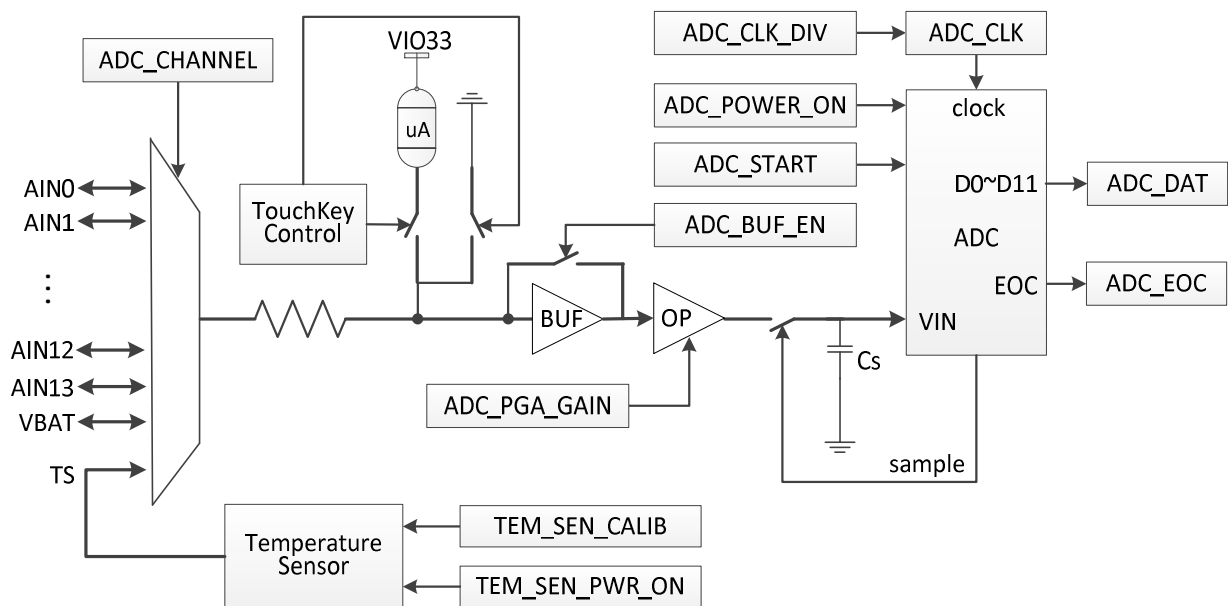 ADC_CHANNEL
VIO33
uA
ADC_CLK_DIV
ADC_CLK
ADC_POWER_ON
clock
ADC_START
D0~D11
ADC_DAT
AIN0
AIN1
TouchKey
Control
ADC_BUF_EN
ADC
EOC
ADC_EOC
⋮
BUF
OP
VIN
AIN12
AIN13
VBAT
Cs
ADC_PGA_GAIN
TS
sample
Temperature
Sensor
TEM_SEN_CALIB
TEM_SEN_PWR_ON